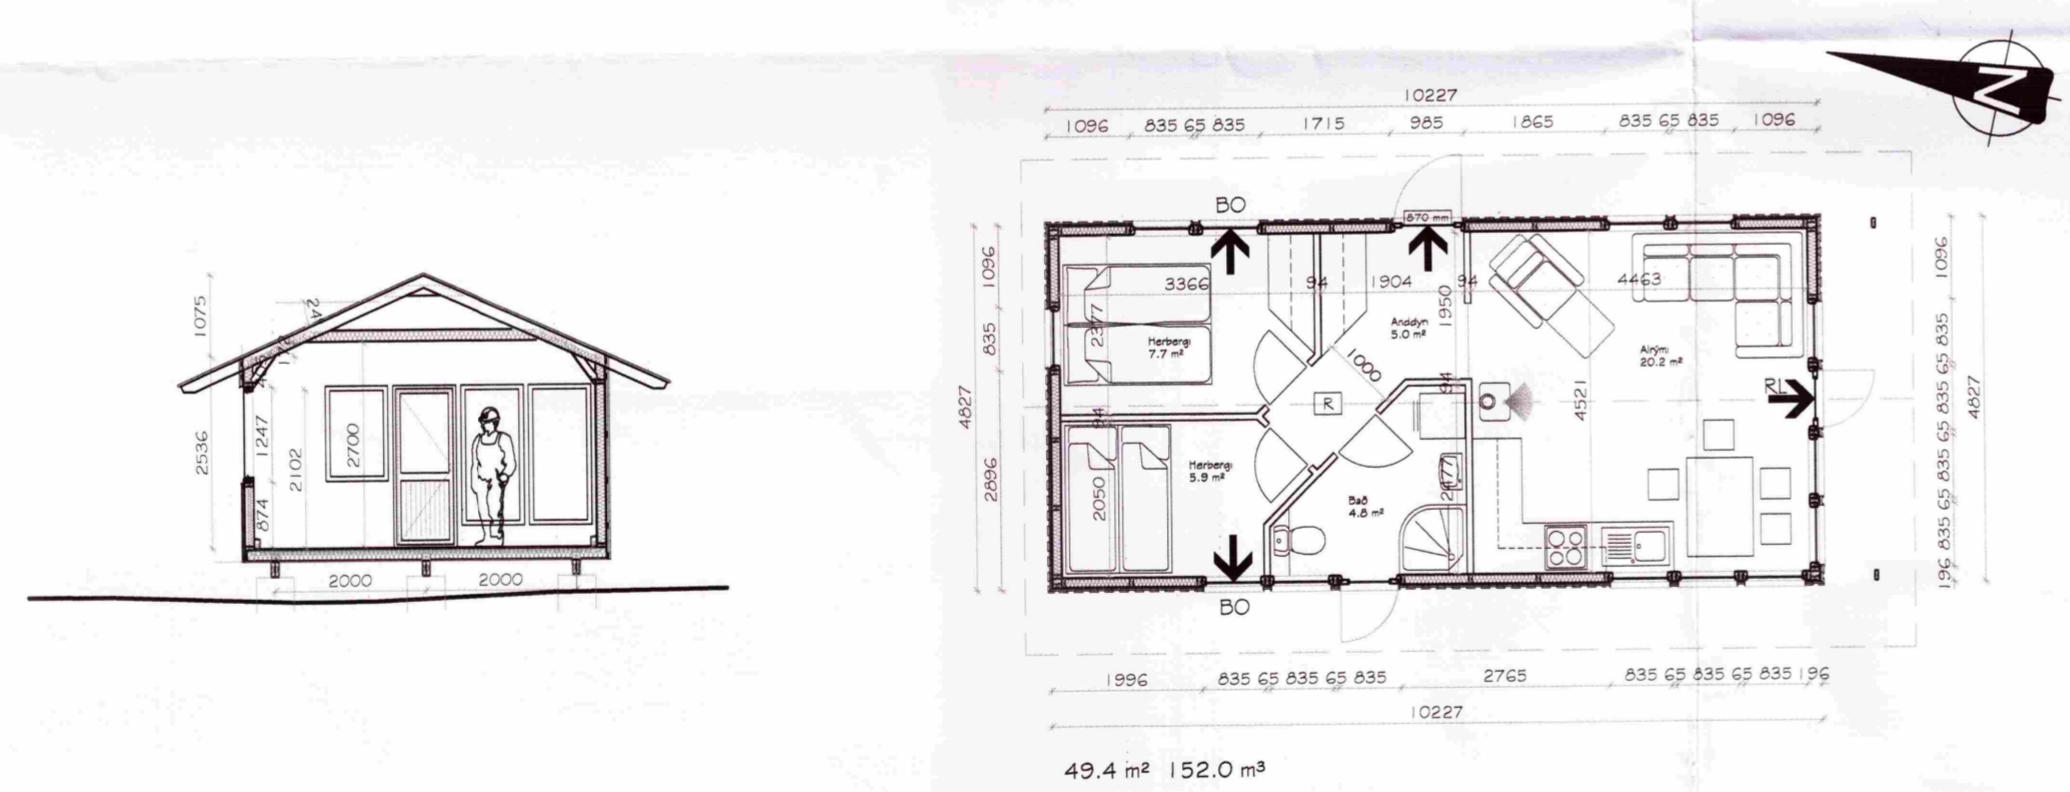 1075
2536
24
1247
874
2102
2700
2000
2000
N
10227
1096 835 65 835 1715 985 1865 835 65 835 1096
BO
870 mm
3366 94 1904 94 4463
2377
1950
Herbergi
7.7 m²
Anddyri
5.0 m²
Alrými
20.2 m²
1000
94
94
R
RL
4521
4827
1096
835
2896
2050
Herbergi
5.9 m²
Bað
4.8 m²
2477
BO
1096
835
65
835
65
835
65
835
196
4827
1996 835 65 835 65 835 2765 835 65 835 65 835 196
10227
49.4 m² 152.0 m³